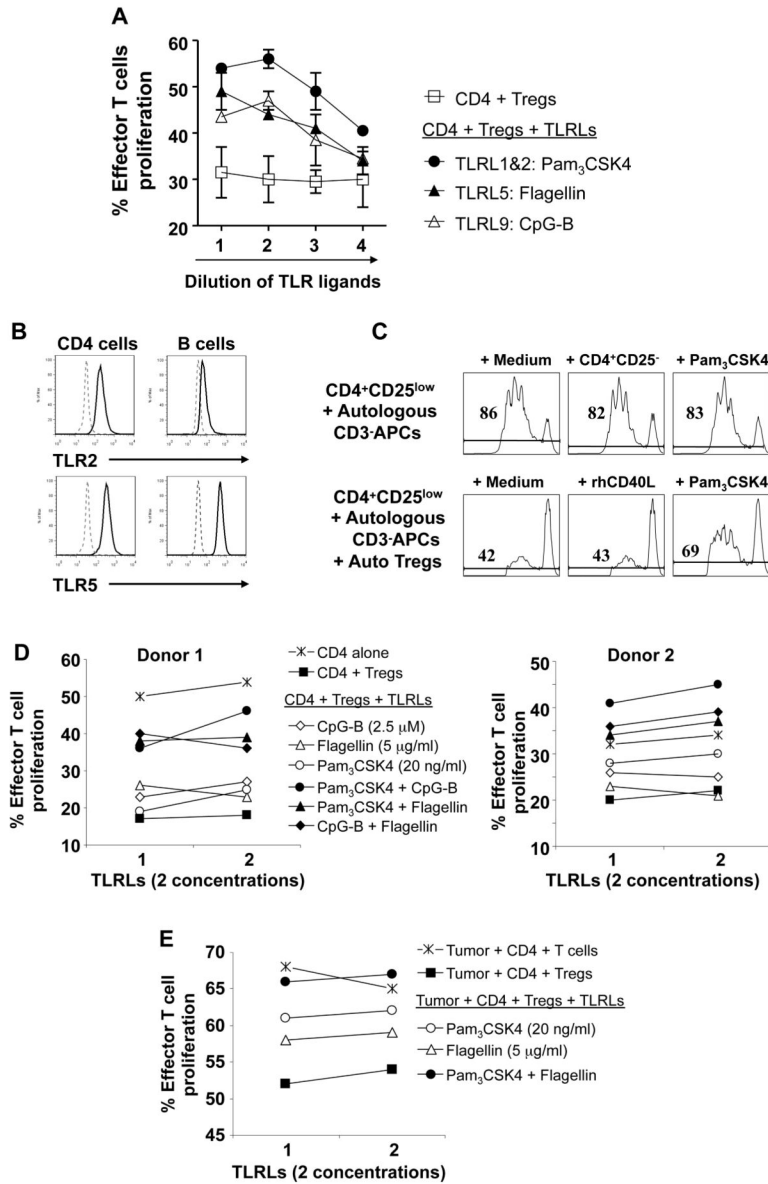 A
% Effector T cells
proliferation
60
50
40
30
20
1 2 3 4
Dilution of TLR ligands
CD4 + Tregs
CD4 + Tregs + TLRLs
TLRL1&2: Pam₃CSK4
TLRL5: Flagellin
TLRL9: CpG-B
B
CD4 cells B cells
TLR2
TLR5
C
+ Medium + CD4⁺CD25⁻ + Pam₃CSK4
CD4⁺CD25ˡᵒʷ
+ Autologous
CD3⁻APCs
86 82 83
+ Medium + rhCD40L + Pam₃CSK4
CD4⁺CD25ˡᵒʷ
+ Autologous
CD3⁻APCs
+ Auto Tregs
42 43 69
D
Donor 1
% Effector T cell
proliferation
60
50
40
30
20
10
1 2
TLRLs (2 concentrations)
CD4 alone
CD4 + Tregs
CD4 + Tregs + TLRLs
CpG-B (2.5 µM)
Flagellin (5 µg/ml)
Pam₃CSK4 (20 ng/ml)
Pam₃CSK4 + CpG-B
Pam₃CSK4 + Flagellin
CpG-B + Flagellin
Donor 2
% Effector T cell
proliferation
50
40
30
20
10
1 2
TLRLs (2 concentrations)
E
% Effector T cell
proliferation
70
65
60
55
50
45
1 2
TLRLs (2 concentrations)
Tumor + CD4 + T cells
Tumor + CD4 + Tregs
Tumor + CD4 + Tregs + TLRLs
Pam₃CSK4 (20 ng/ml)
Flagellin (5 µg/ml)
Pam₃CSK4 + Flagellin